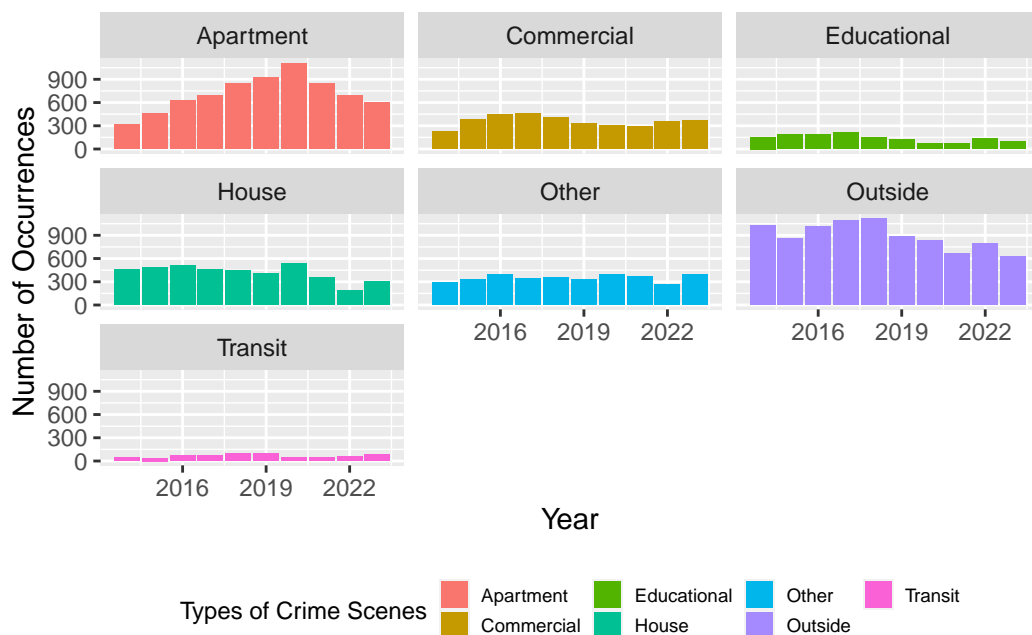 Apartment Commercial Educational
900
600
300
0
House Other Outside
900
600
300
0
2016 2019 2022 2016 2019 2022
Transit
900
600
300
0
2016 2019 2022
Number of Occurrences
Year
Types of Crime Scenes
Apartment Educational Other Transit
Commercial House Outside